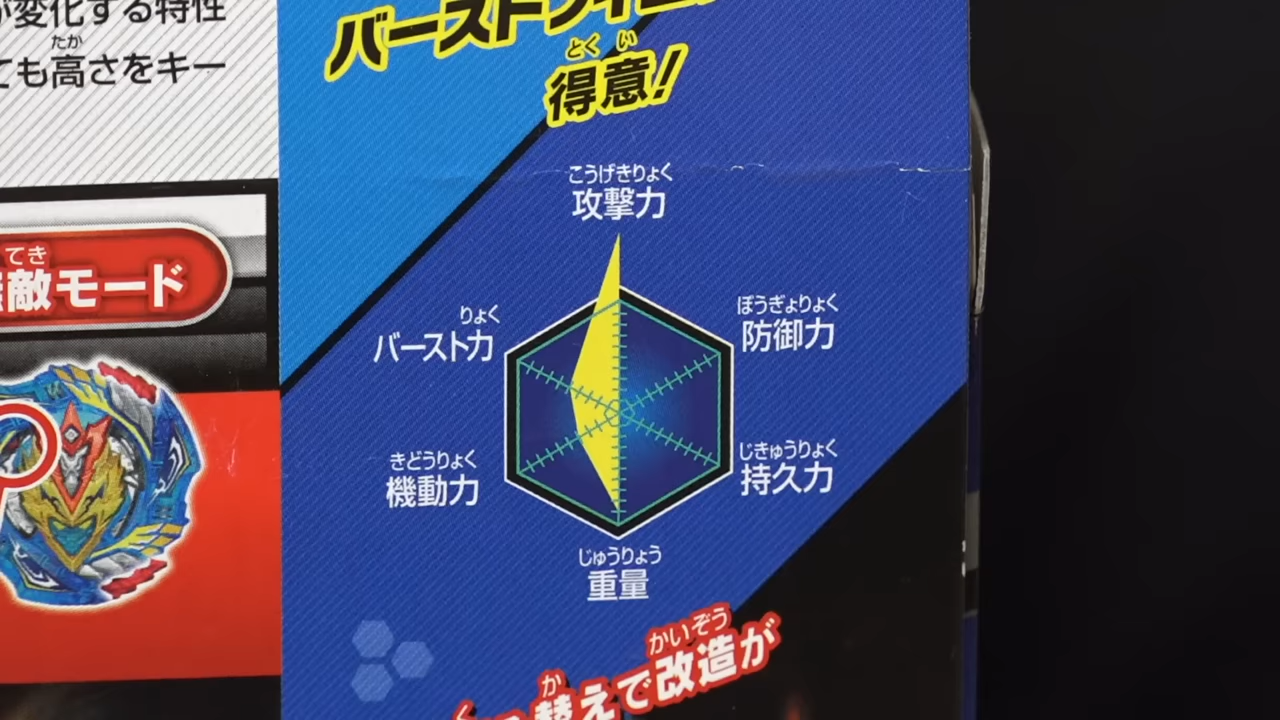 が変化する特性
たか
ても高さをキー
てき
敵モード
バースト
とくい
得意!
こうげきりょく
攻撃力
ぼうぎょりょく
防御力
りょく
バースト力
じきゅうりょく
持久力
きどうりょく
機動力
じゅうりょう
重量
かいぞう
か
替えで改造が